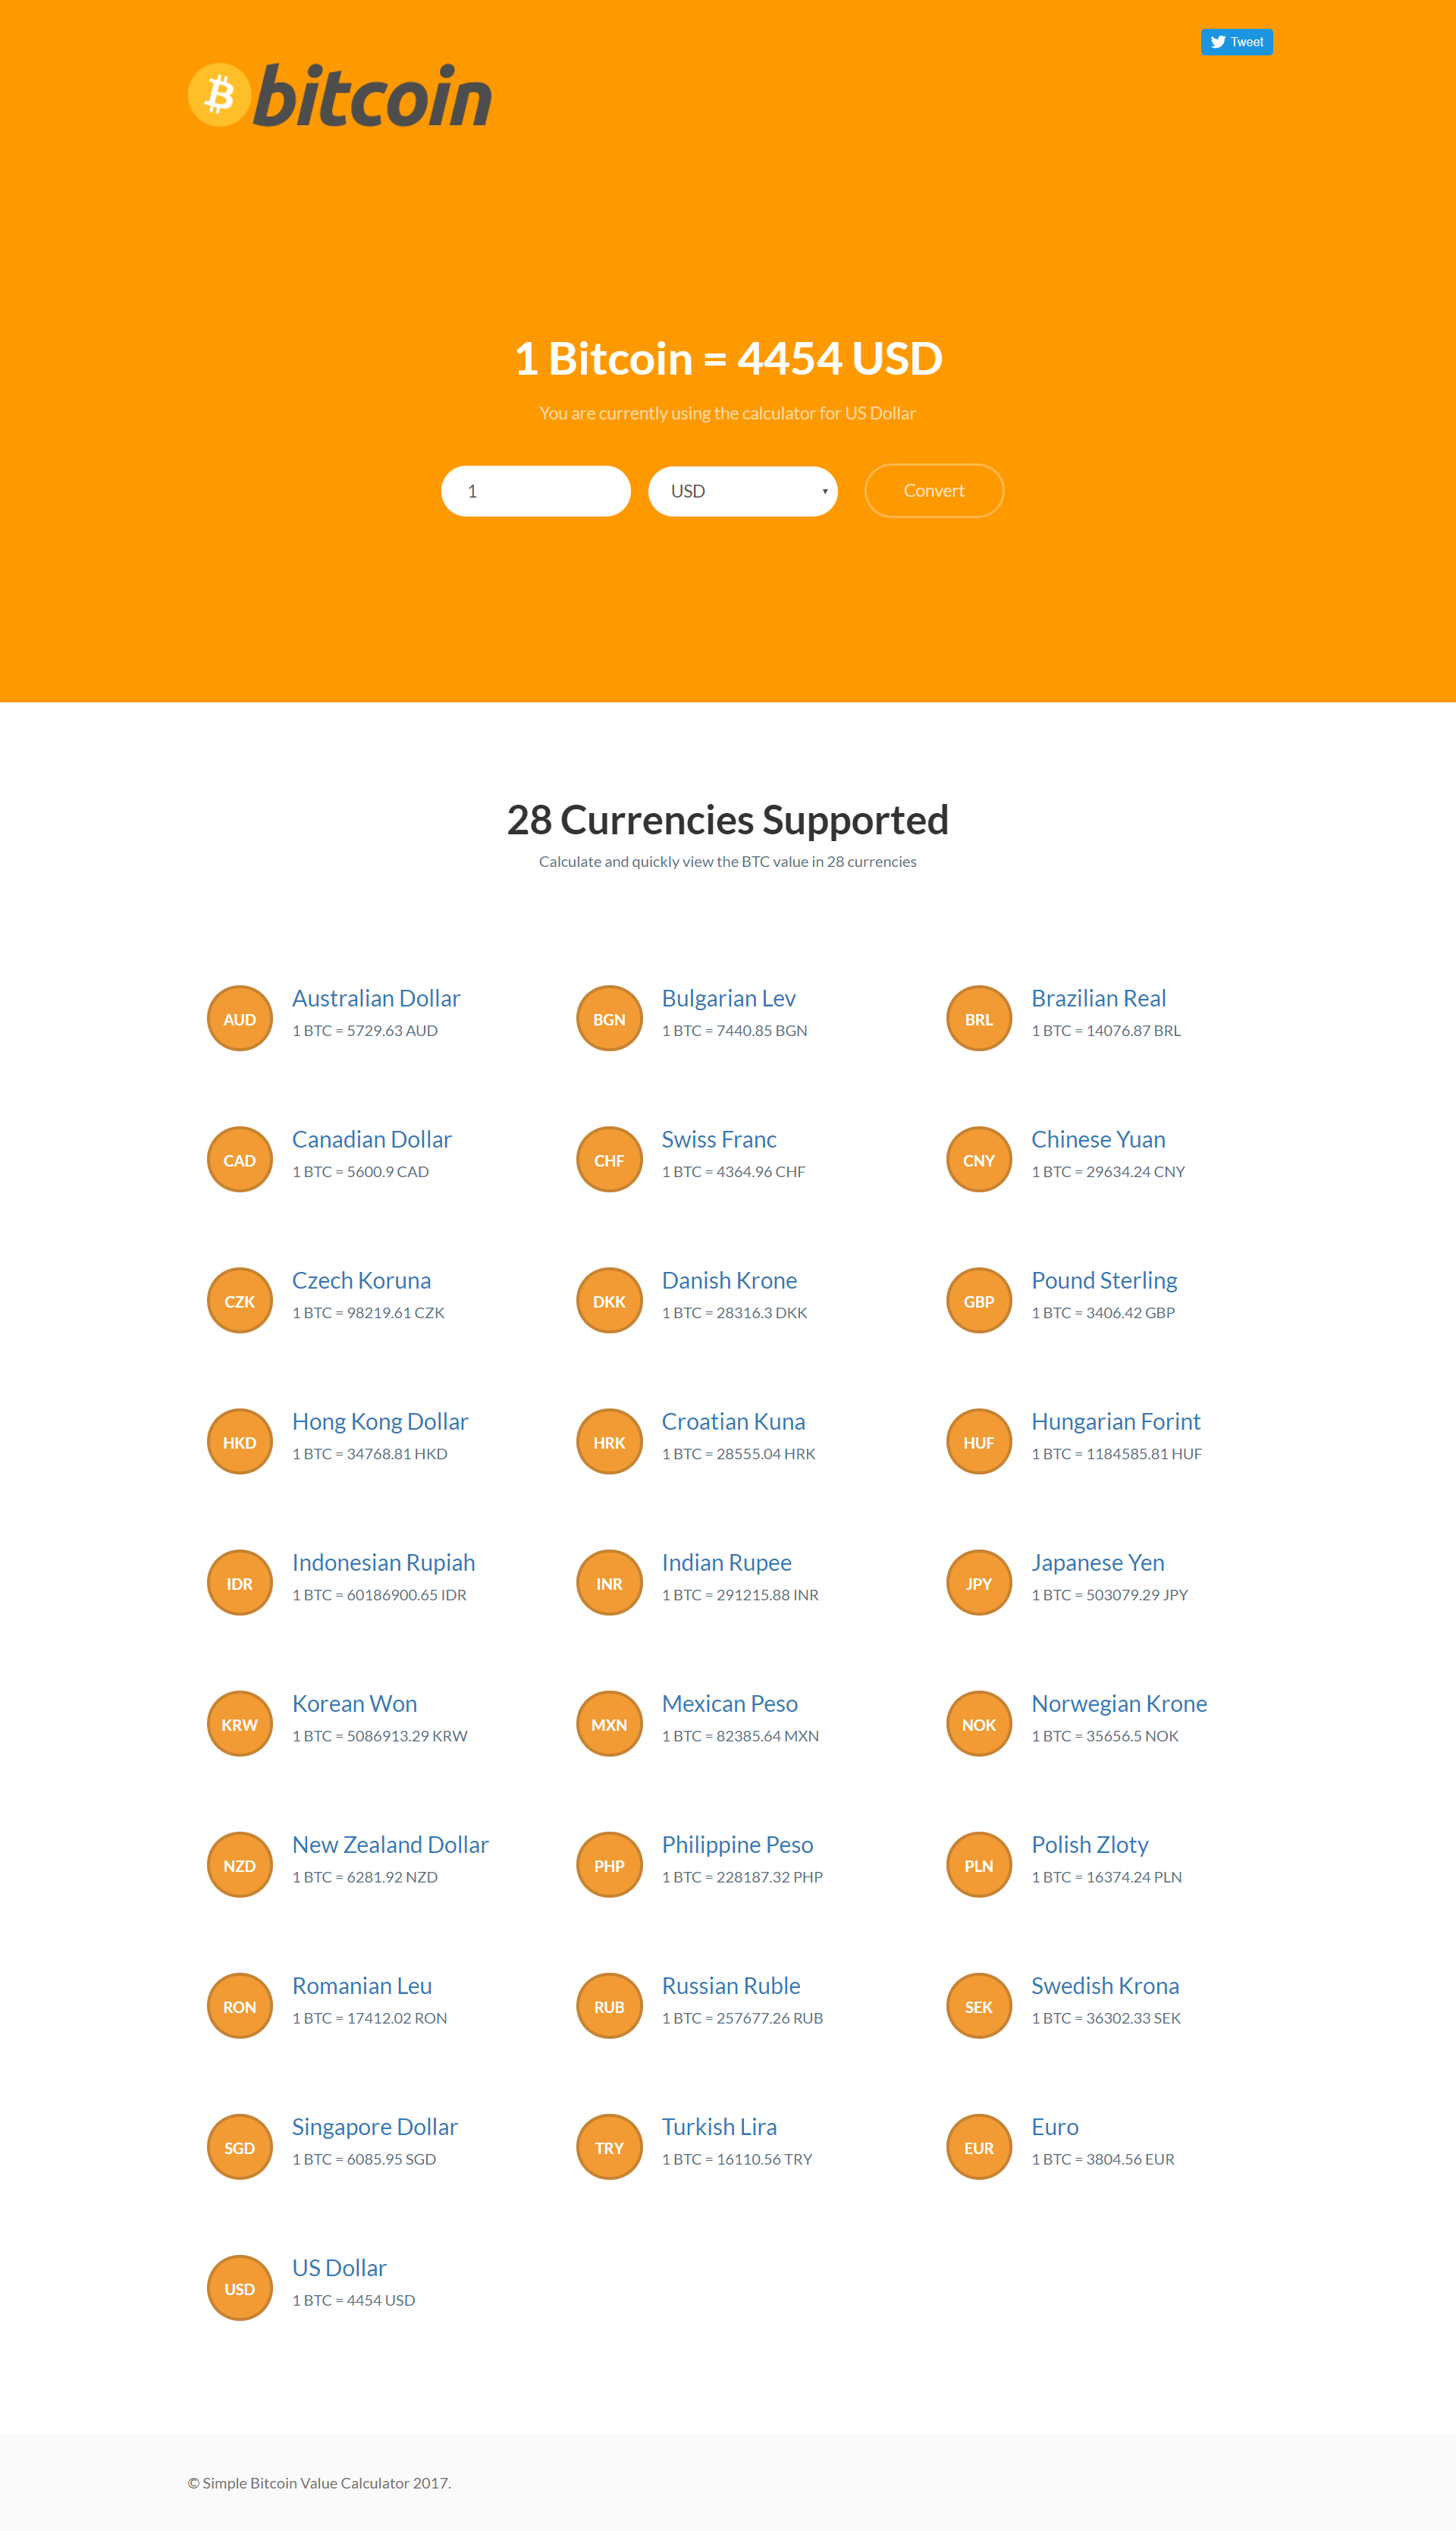 Tweet
bitcoin
1 Bitcoin = 4454 USD
You are currently using the calculator for US Dollar
1
USD
Convert
28 Currencies Supported
Calculate and quickly view the BTC value in 28 currencies
AUD
Australian Dollar
1 BTC = 5729.63 AUD
BGN
Bulgarian Lev
1 BTC = 7440.85 BGN
BRL
Brazilian Real
1 BTC = 14076.87 BRL
CAD
Canadian Dollar
1 BTC = 5600.9 CAD
CHF
Swiss Franc
1 BTC = 4364.96 CHF
CNY
Chinese Yuan
1 BTC = 29634.24 CNY
CZK
Czech Koruna
1 BTC = 98219.61 CZK
DKK
Danish Krone
1 BTC = 28316.3 DKK
GBP
Pound Sterling
1 BTC = 3406.42 GBP
HKD
Hong Kong Dollar
1 BTC = 34768.81 HKD
HRK
Croatian Kuna
1 BTC = 28555.04 HRK
HUF
Hungarian Forint
1 BTC = 1184585.81 HUF
IDR
Indonesian Rupiah
1 BTC = 60186900.65 IDR
INR
Indian Rupee
1 BTC = 291215.88 INR
JPY
Japanese Yen
1 BTC = 503079.29 JPY
KRW
Korean Won
1 BTC = 5086913.29 KRW
MXN
Mexican Peso
1 BTC = 82385.64 MXN
NOK
Norwegian Krone
1 BTC = 35656.5 NOK
NZD
New Zealand Dollar
1 BTC = 6281.92 NZD
PHP
Philippine Peso
1 BTC = 228187.32 PHP
PLN
Polish Zloty
1 BTC = 16374.24 PLN
RON
Romanian Leu
1 BTC = 17412.02 RON
RUB
Russian Ruble
1 BTC = 257677.26 RUB
SEK
Swedish Krona
1 BTC = 36302.33 SEK
SGD
Singapore Dollar
1 BTC = 6085.95 SGD
TRY
Turkish Lira
1 BTC = 16110.56 TRY
EUR
Euro
1 BTC = 3804.56 EUR
USD
US Dollar
1 BTC = 4454 USD
© Simple Bitcoin Value Calculator 2017.